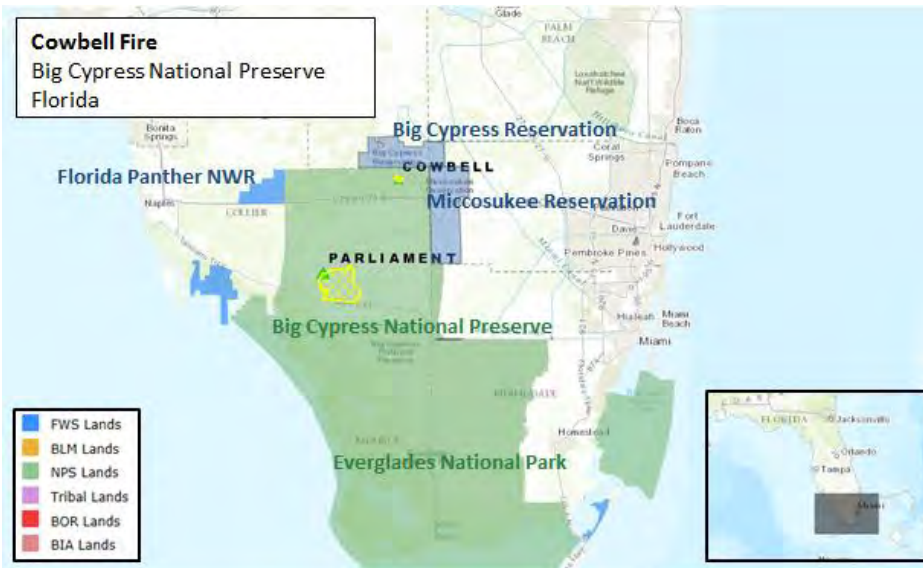 Cowbell Fire
Big Cypress National Preserve
Florida
Glade
PALM
BEACH
Loxahatchee
Nat'l Wildlife
Refuge
Bonita
Springs
Boca
Raton
Big Cypress Reservation
Coral
Springs
COWBELL
Pompano
Beach
Florida Panther NWR
Miccosukee Reservation
Naples
COLLIER
Fort
Lauderdale
Davie
Hollywood
Pembroke Pines
PARLIAMENT
Hialeah
Miami
Beach
Big Cypress National Preserve
Miami
MIAMI-DADE
Homestead
MONROE
Everglades National Park
FWS Lands
BLM Lands
NPS Lands
Tribal Lands
BOR Lands
BIA Lands
FLORIDA
Jacksonville
Orlando
Tampa
Miami